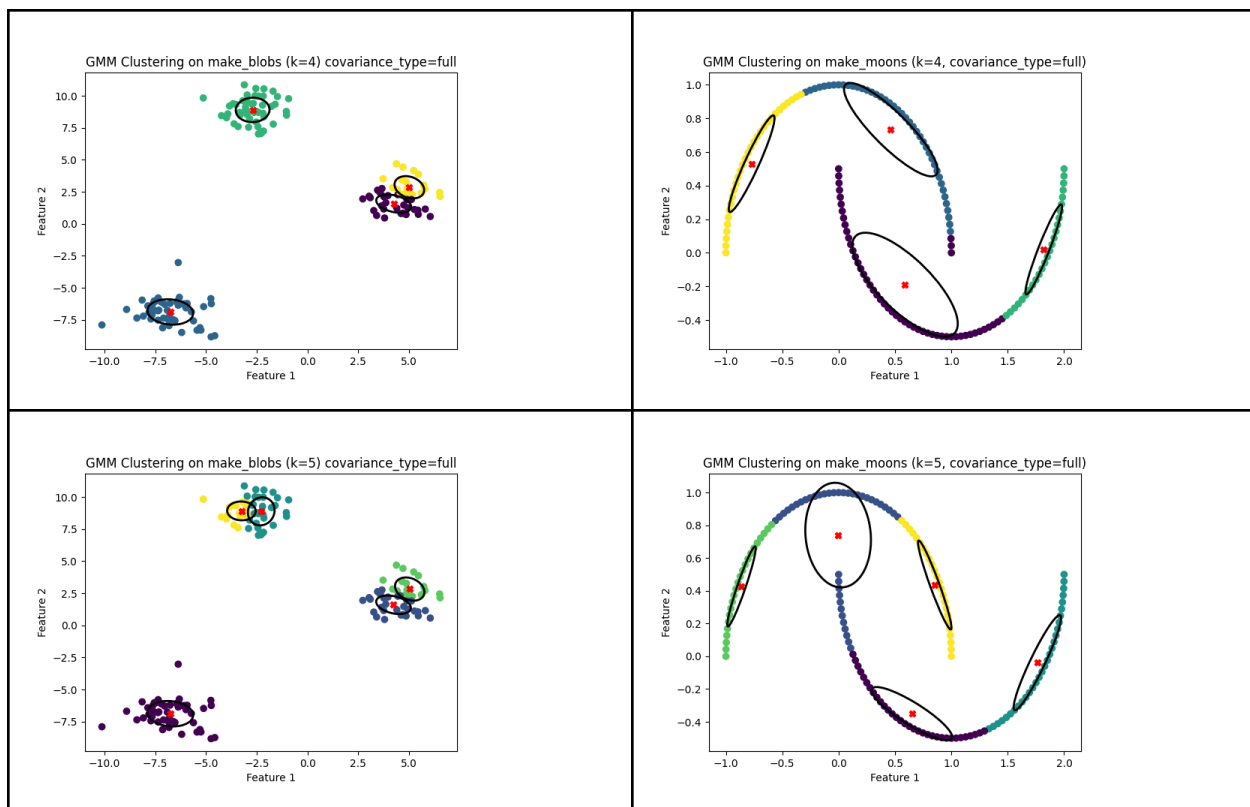 GMM Clustering on make_blobs (k=4) covariance_type=full
10.0
7.5
5.0
2.5
0.0
−2.5
−5.0
−7.5
Feature 2
−10.0 −7.5 −5.0 −2.5 0.0 2.5 5.0
Feature 1
GMM Clustering on make_moons (k=4, covariance_type=full)
1.0
0.8
0.6
0.4
0.2
0.0
−0.2
−0.4
Feature 2
−1.0 −0.5 0.0 0.5 1.0 1.5 2.0
Feature 1
GMM Clustering on make_blobs (k=5) covariance_type=full
10.0
7.5
5.0
2.5
0.0
−2.5
−5.0
−7.5
Feature 2
−10.0 −7.5 −5.0 −2.5 0.0 2.5 5.0
Feature 1
GMM Clustering on make_moons (k=5, covariance_type=full)
1.0
0.8
0.6
0.4
0.2
0.0
−0.2
−0.4
Feature 2
−1.0 −0.5 0.0 0.5 1.0 1.5 2.0
Feature 1